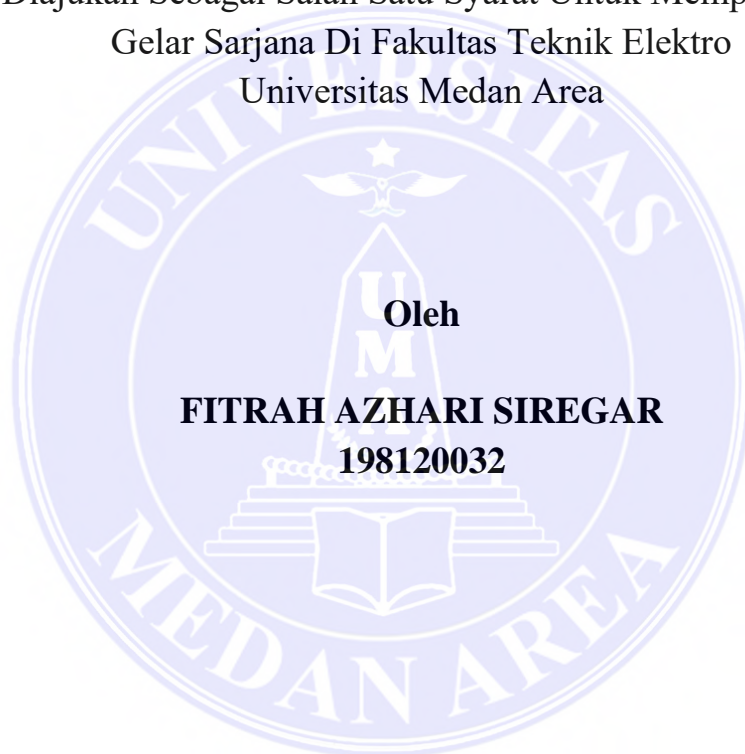 Diajukan Sebagai Salah Satu Syarat Untuk
Gelar Sarjana Di Fakultas Teknik Elektro
Universitas Medan Area
UNIVERSITAS
UMA
Oleh
FITRAH AZHARI SIREGAR
198120032
MEDAN AREA